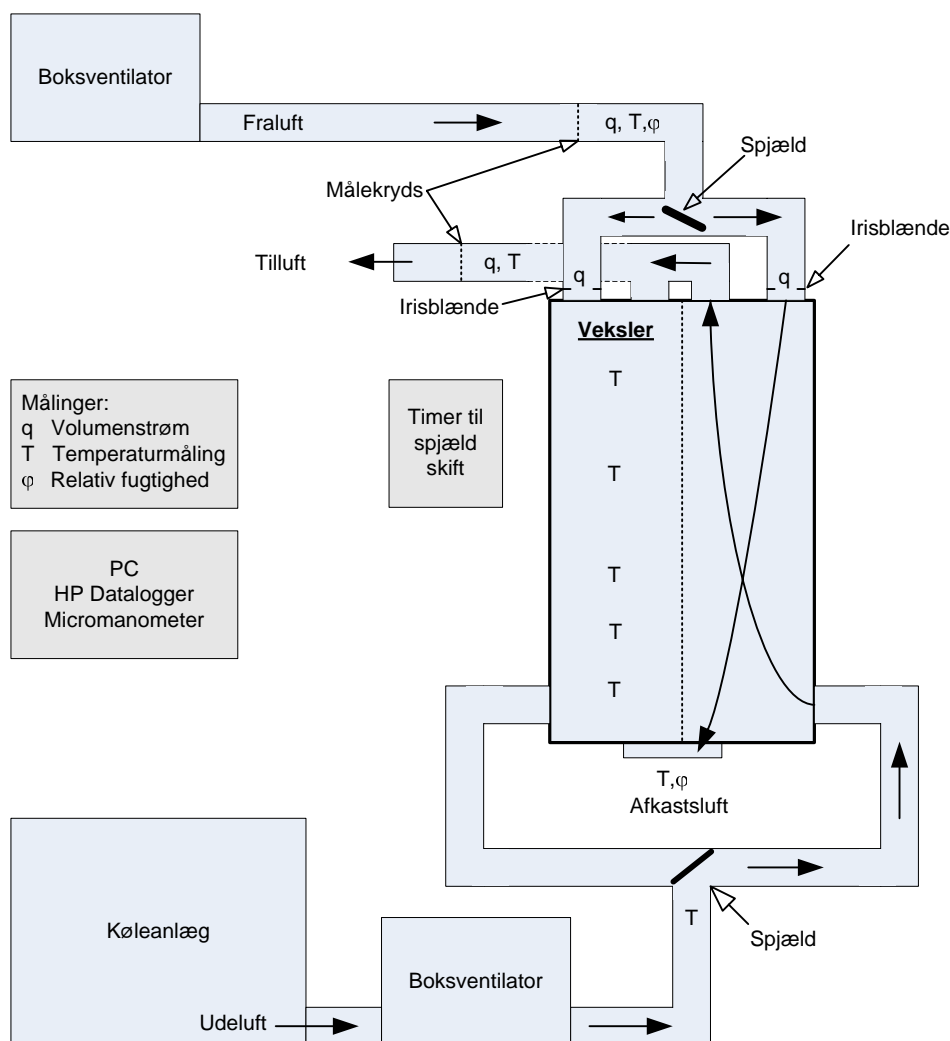 Boksventilator
Fraluft
q, T,φ
Spjæld
Målekryds
Irisblænde
Tilluft
q, T
q
q
Irisblænde
Veksler
T
T
T
T
T
Målinger:
q Volumenstrøm
T Temperaturmåling
φ Relativ fugtighed
Timer til
spjæld
skift
PC
HP Datalogger
Micromanometer
T,φ
Afkastsluft
Køleanlæg
T
Spjæld
Boksventilator
Udeluft